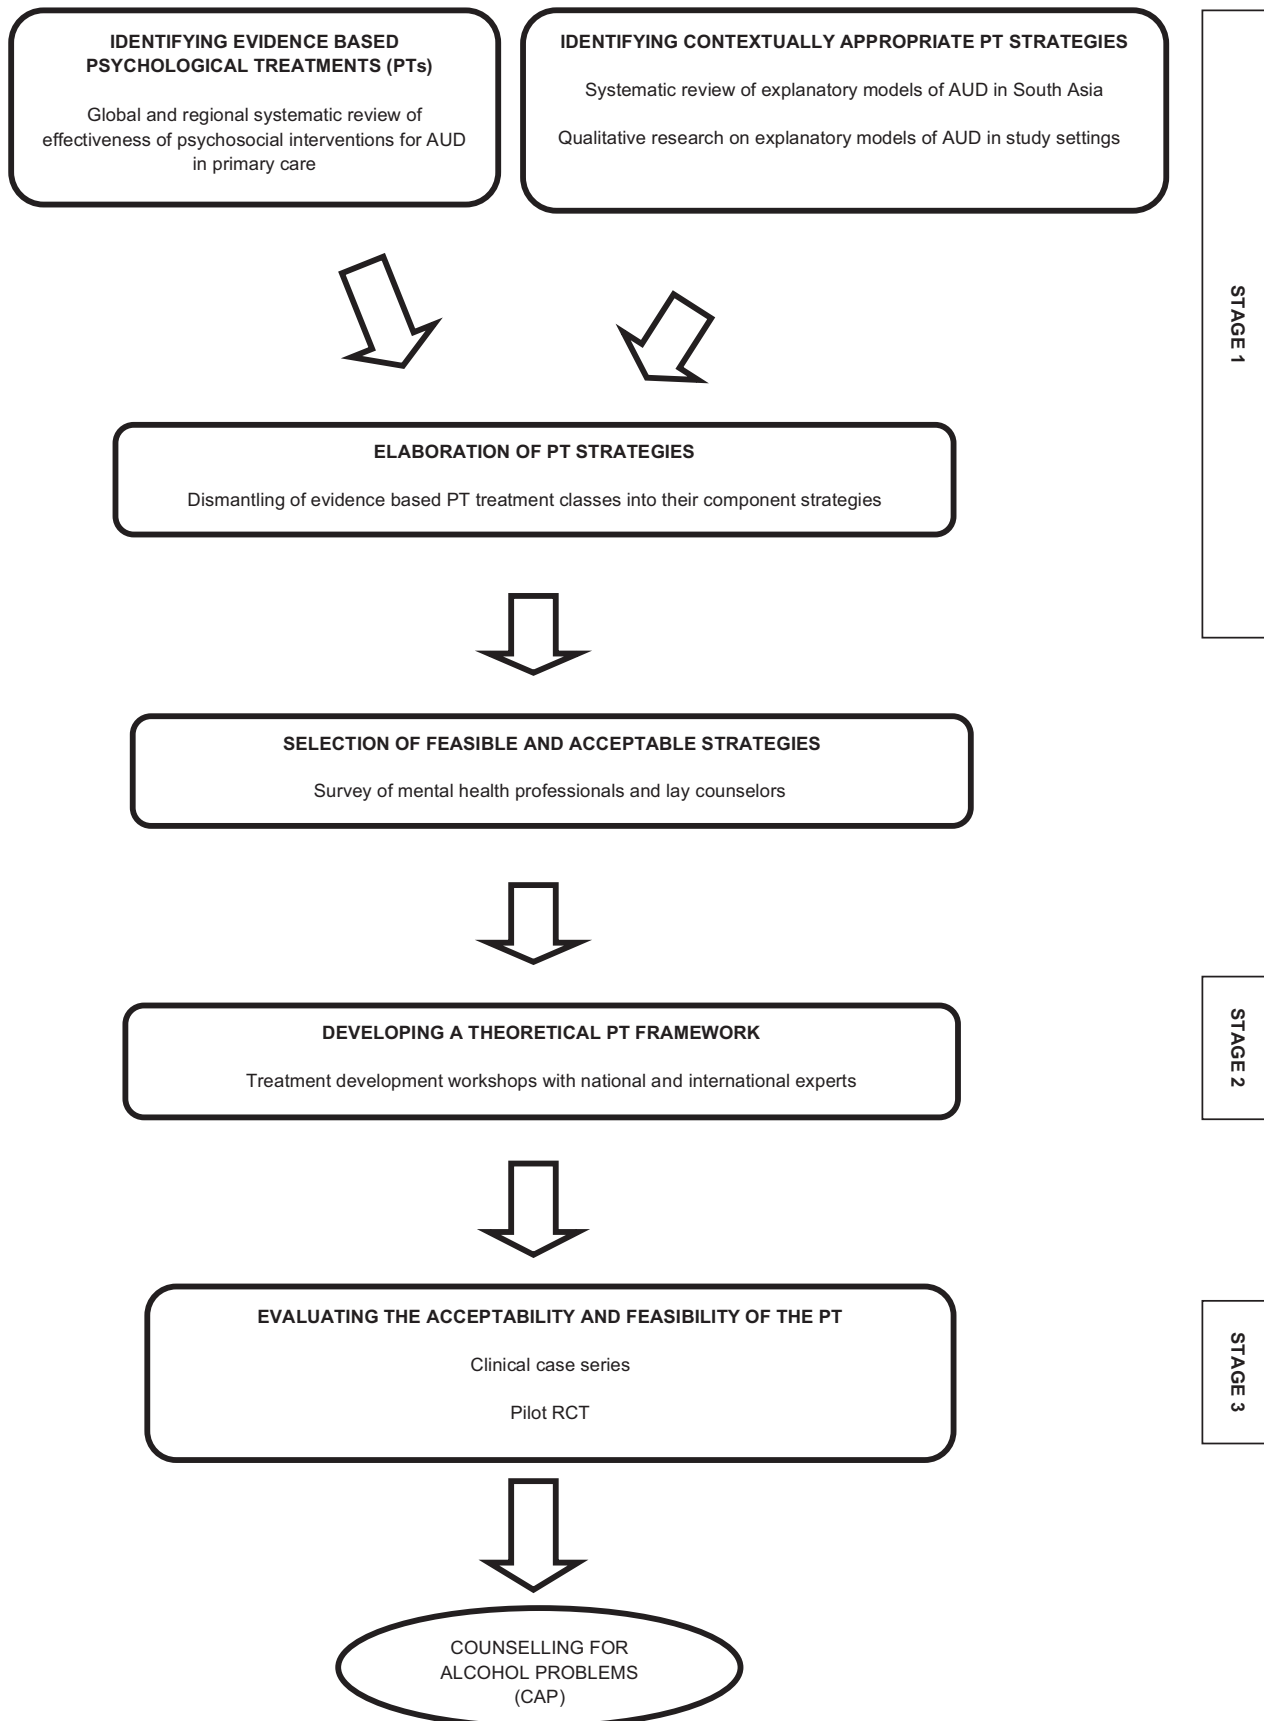 IDENTIFYING EVIDENCE BASED
PSYCHOLOGICAL TREATMENTS (PTs)
Global and regional systematic review of
effectiveness of psychosocial interventions for AUD
in primary care
IDENTIFYING CONTEXTUALLY APPROPRIATE PT STRATEGIES
Systematic review of explanatory models of AUD in South Asia
Qualitative research on explanatory models of AUD in study settings
STAGE 1
ELABORATION OF PT STRATEGIES
Dismantling of evidence based PT treatment classes into their component strategies
SELECTION OF FEASIBLE AND ACCEPTABLE STRATEGIES
Survey of mental health professionals and lay counselors
DEVELOPING A THEORETICAL PT FRAMEWORK
Treatment development workshops with national and international experts
STAGE 2
EVALUATING THE ACCEPTABILITY AND FEASIBILITY OF THE PT
Clinical case series
Pilot RCT
STAGE 3
COUNSELLING FOR
ALCOHOL PROBLEMS
(CAP)